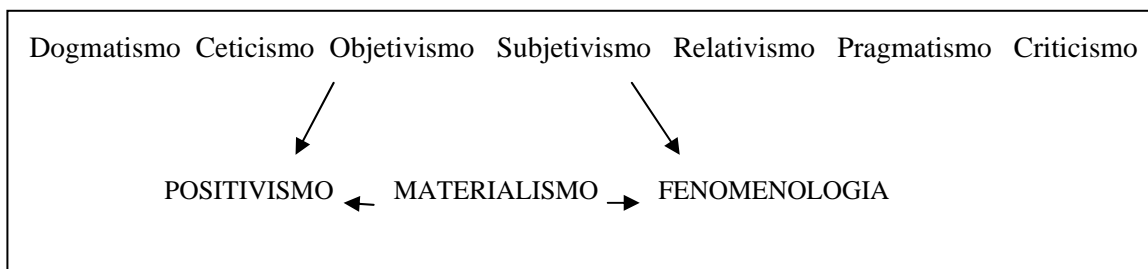 Dogmatismo Ceticismo Objetivismo Subjetivismo Relativismo Pragmatismo Criticismo
POSITIVISMO MATERIALISMO FENOMENOLOGIA